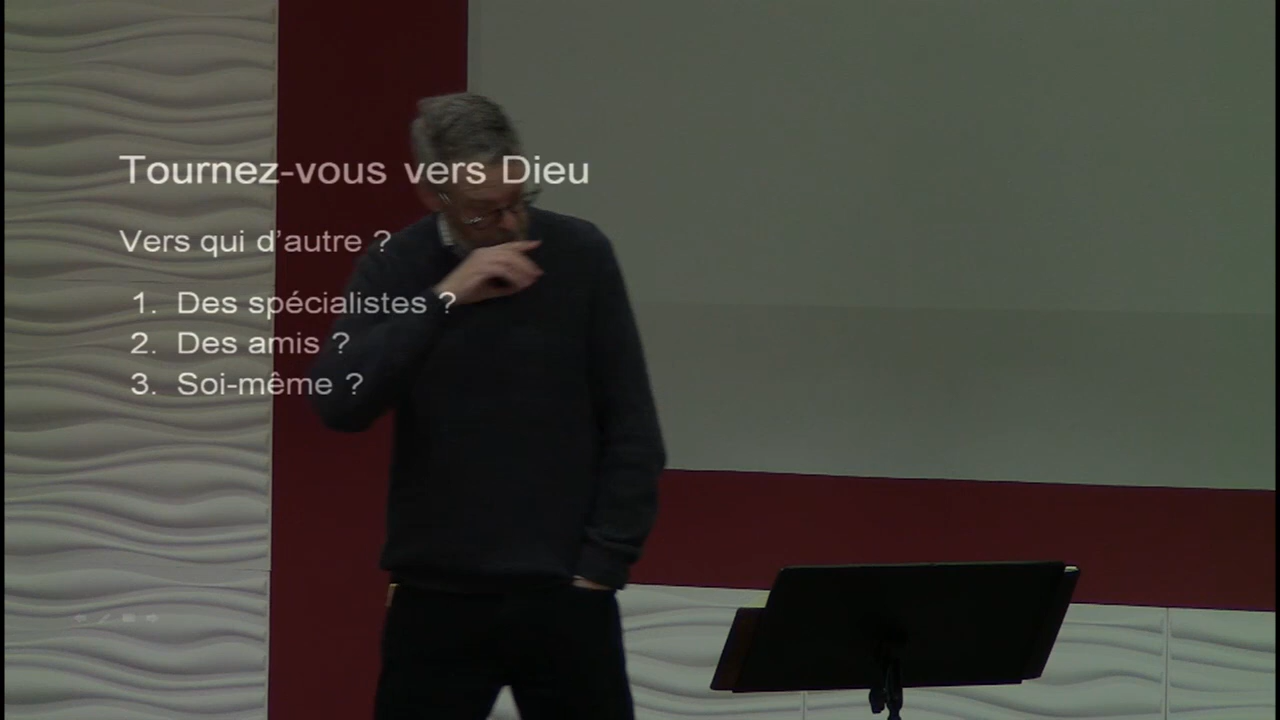 Tournez-vous vers Dieu
Vers qui d’autre ?
1. Des spécialistes ?
2. Des amis ?
3. Soi-même ?